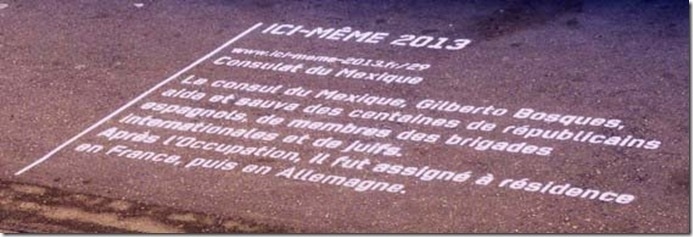 ICI-MÊME 2013
www.ici-meme-2013.fr/29
Consulat du Mexique
Le consul du Mexique, Gilberto Bosques,
aida et sauva des centaines de républicains
espagnols, de membres des brigades
internationales et de juifs.
Après l'Occupation, il fut assigné à résidence
en France, puis en Allemagne.